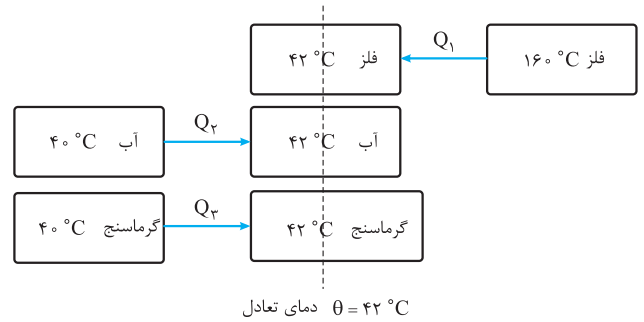 فلز ۱۶۰ °C
Q۱
فلز ۴۲ °C
آب ۴۰ °C
Q۲
آب ۴۲ °C
گرماسنج ۴۰ °C
Q۳
گرماسنج ۴۲ °C
دمای تعادل θ = ۴۲ °C